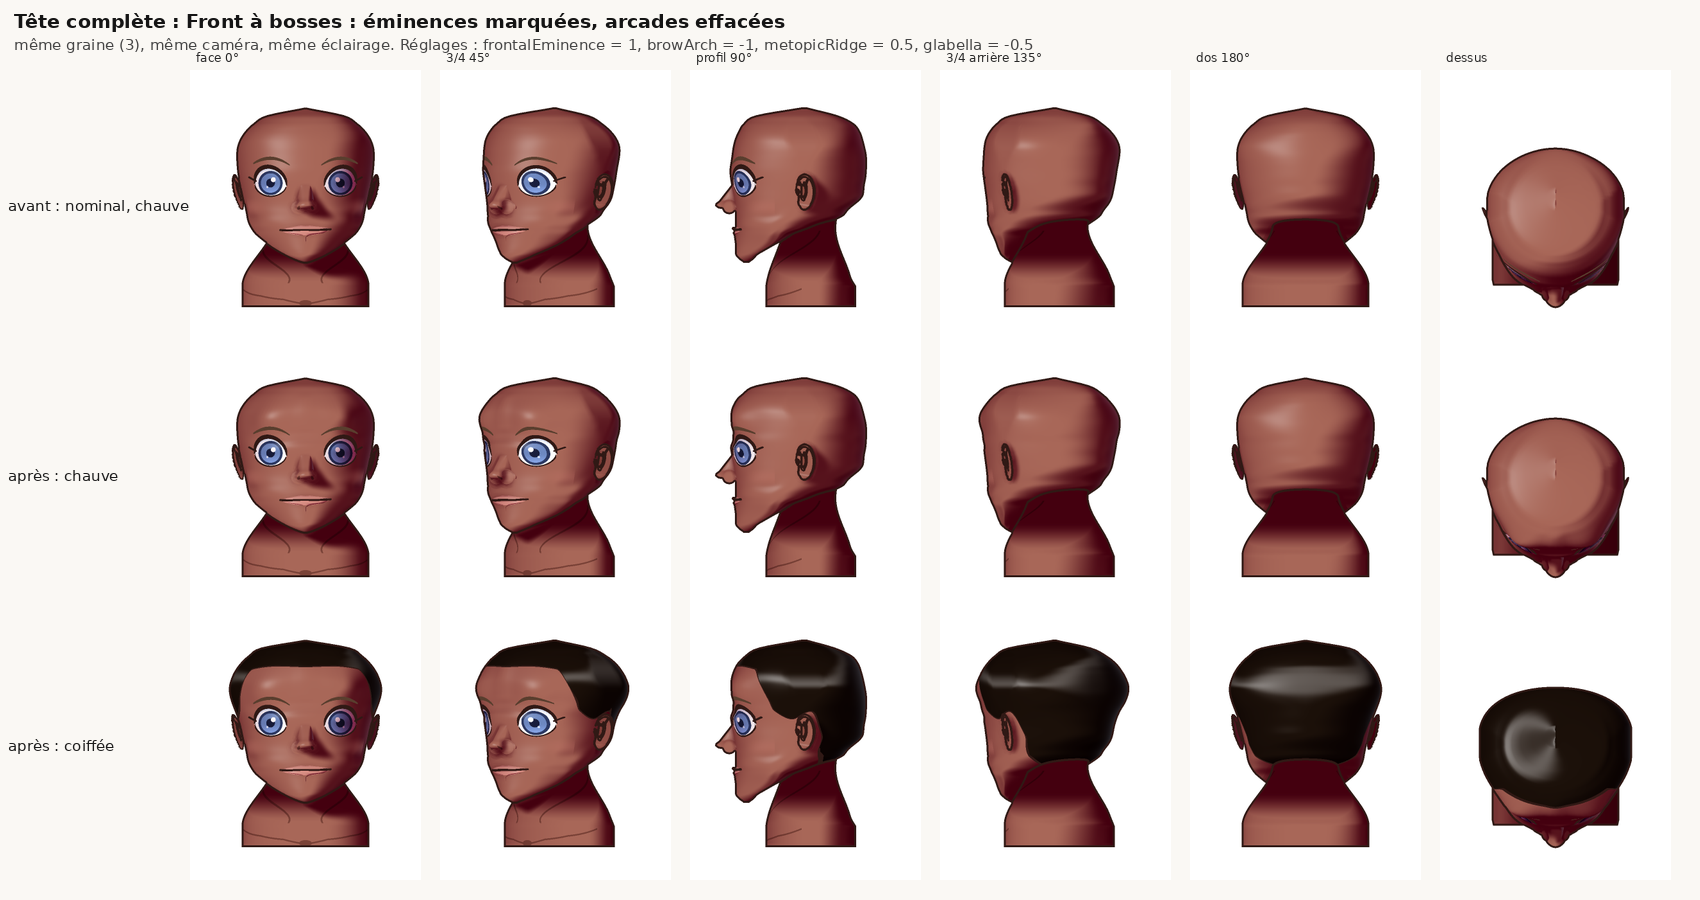 Tête complète : Front à bosses : éminences marquées, arcades effacées
même graine (3), même caméra, même éclairage. Réglages : frontalEminence = 1, browArch = -1, metopicRidge = 0.5, glabella = -0.5
face 0° 3/4 45° profil 90° 3/4 arrière 135° dos 180° dessus
avant : nominal, chauve
après : chauve
après : coiffée